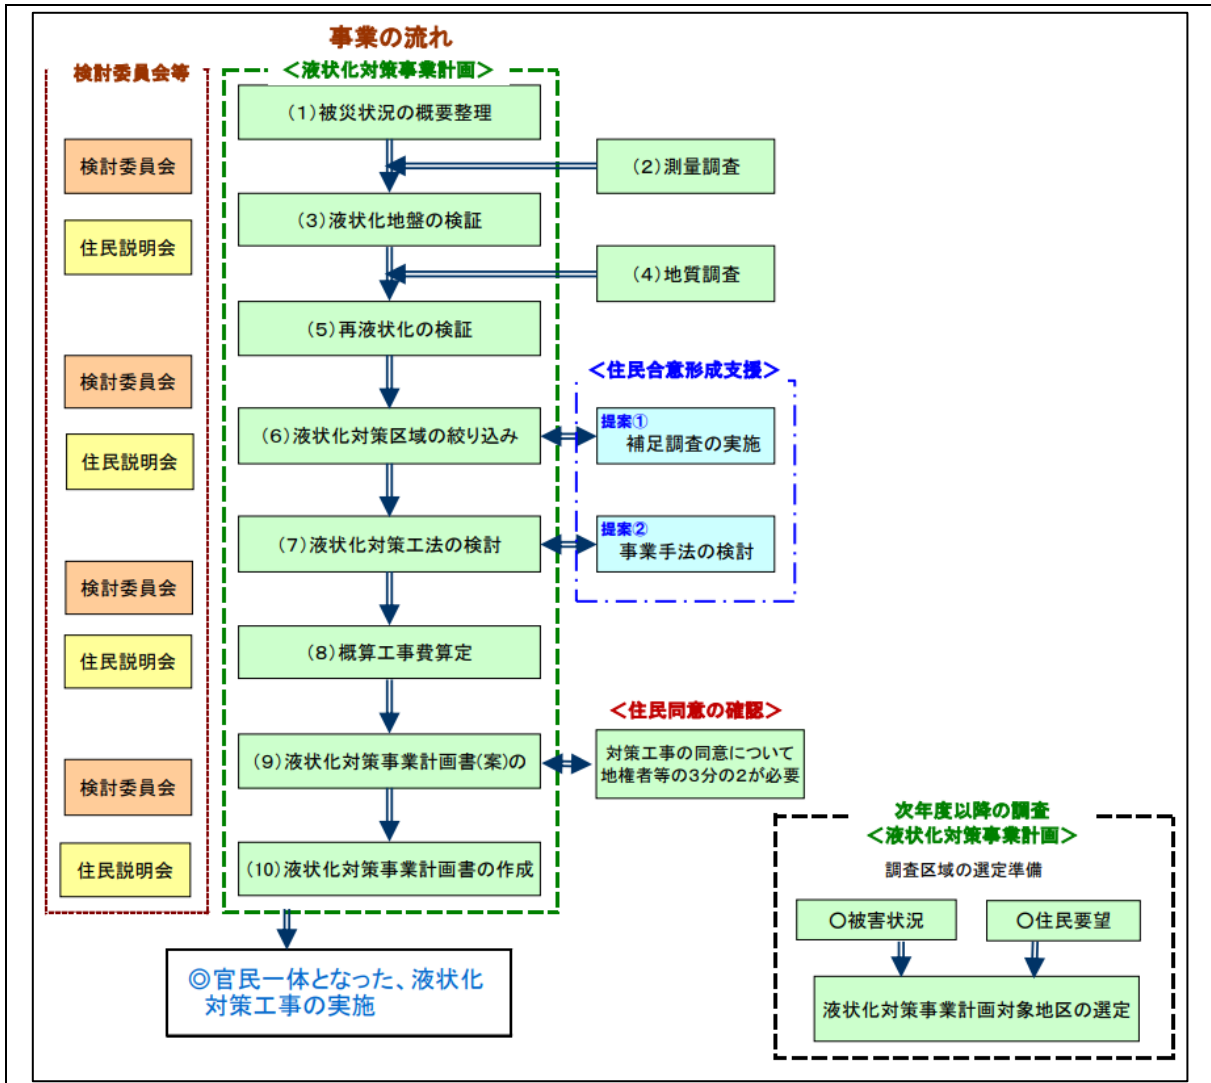 事業の流れ
検討委員会等
＜液状化対策事業計画＞
(1)被災状況の概要整理
検討委員会
(2)測量調査
(3)液状化地盤の検証
住民説明会
(4)地質調査
(5)再液状化の検証
検討委員会
＜住民合意形成支援＞
(6)液状化対策区域の絞り込み
提案①
補足調査の実施
住民説明会
(7)液状化対策工法の検討
提案②
事業手法の検討
検討委員会
(8)概算工事費算定
住民説明会
＜住民同意の確認＞
(9)液状化対策事業計画書(案)の
対策工事の同意について
地権者等の3分の2が必要
検討委員会
(10)液状化対策事業計画書の作成
住民説明会
◎官民一体となった、液状化
対策工事の実施
次年度以降の調査
＜液状化対策事業計画＞
調査区域の選定準備
○被害状況
○住民要望
液状化対策事業計画対象地区の選定